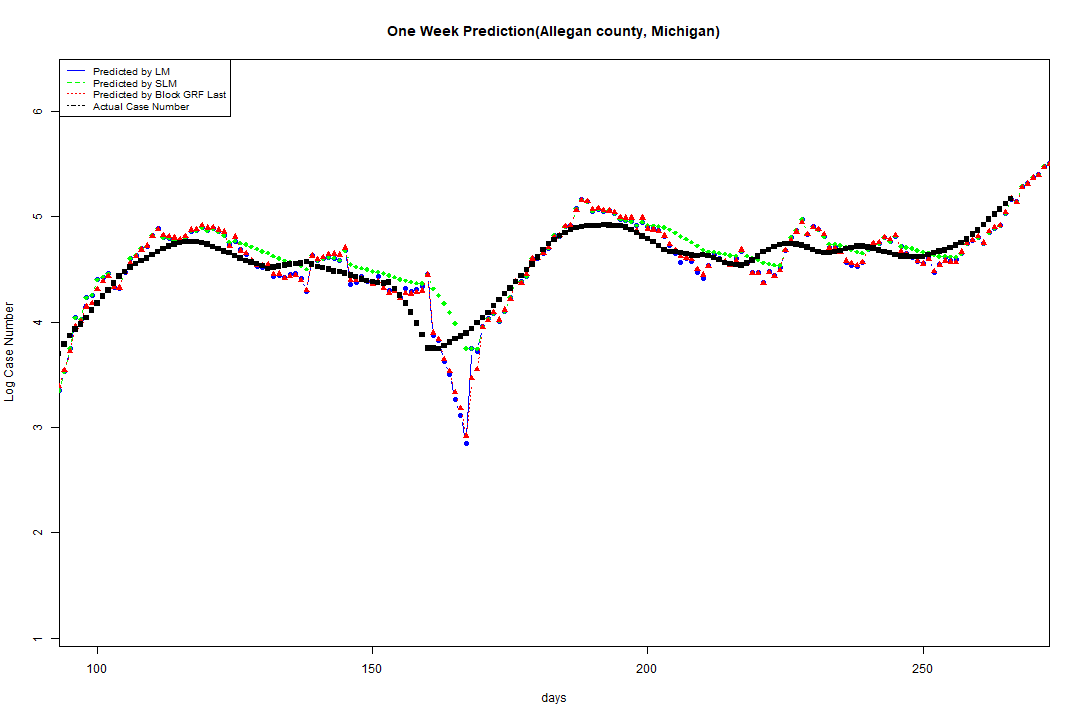 One Week Prediction(Allegan county, Michigan)
Predicted by LM
Predicted by SLM
Predicted by Block GRF Last
Actual Case Number
6
5
4
3
2
1
Log Case Number
100 150 200 250
days